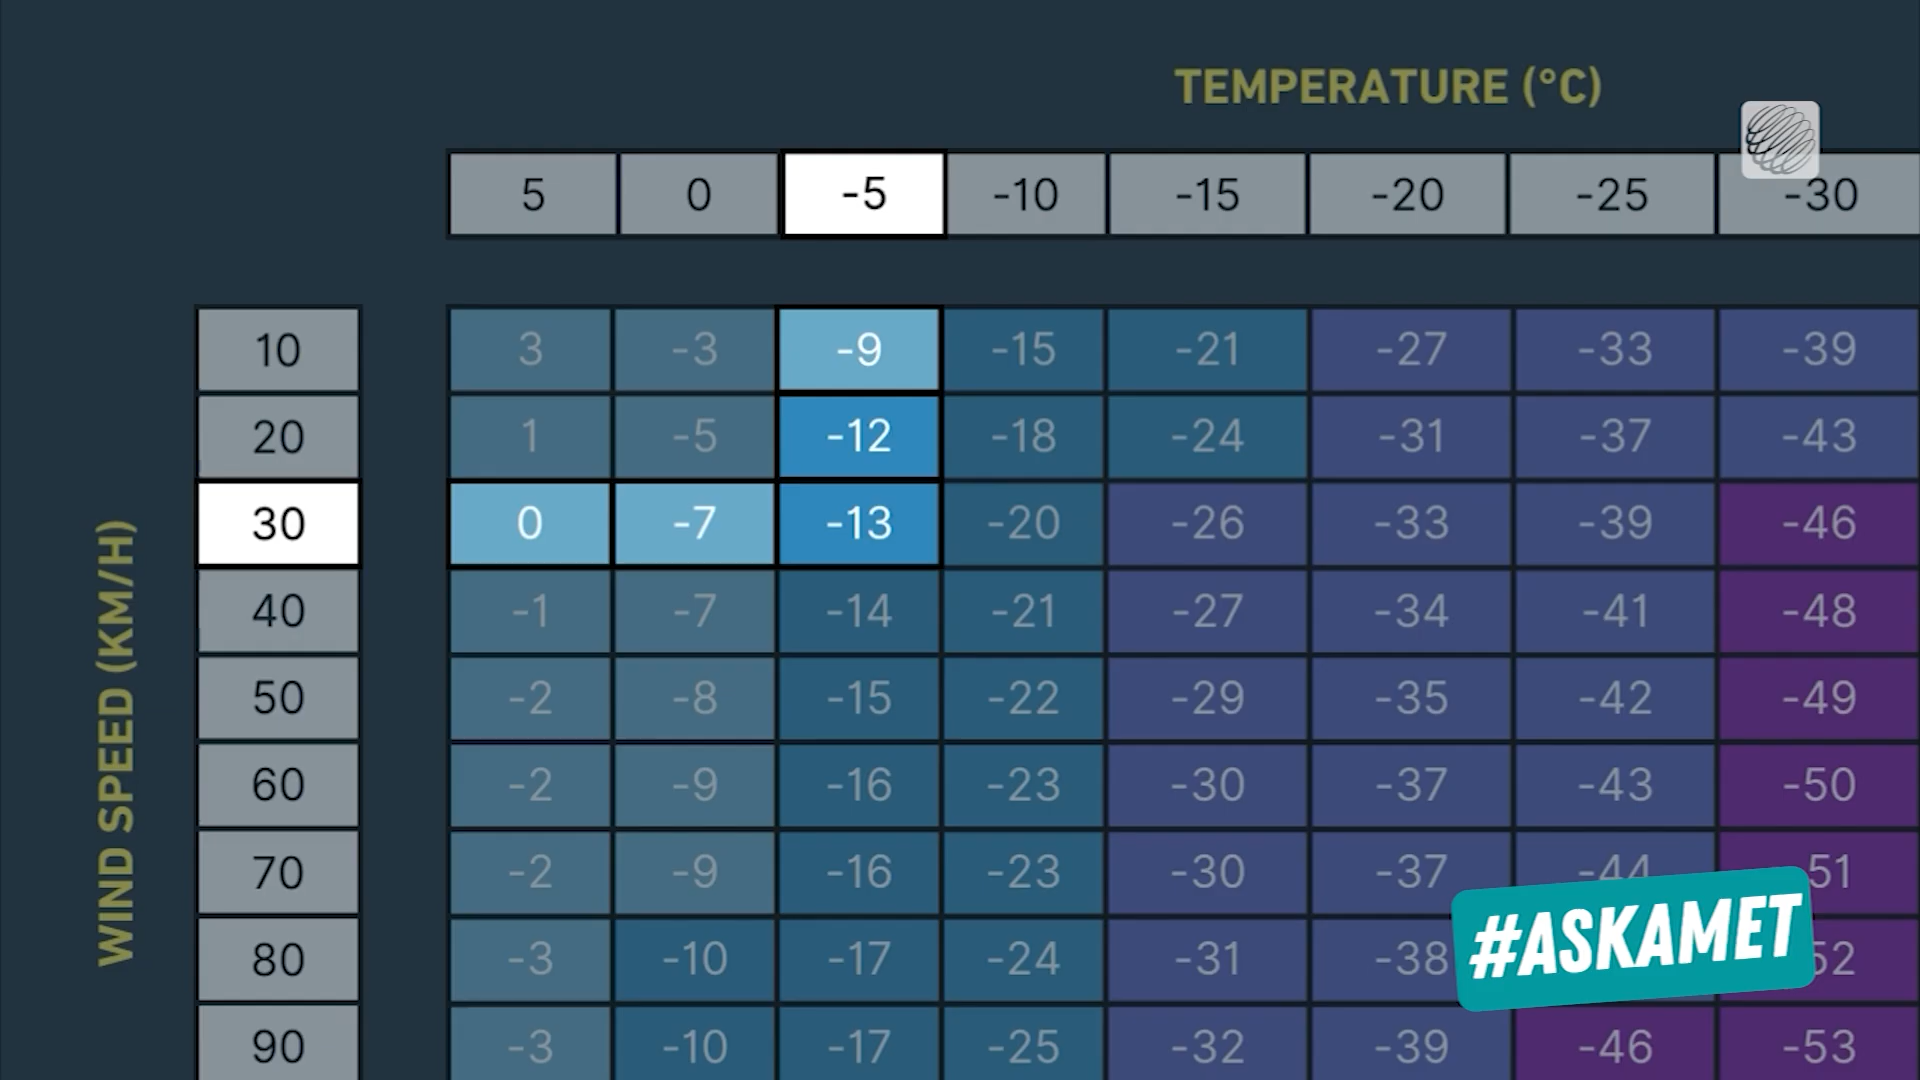 TEMPERATURE (°C)
5 0 -5 -10 -15 -20 -25 -30
WIND SPEED (KM/H)
10 3 -3 -9 -15 -21 -27 -33 -39
20 1 -5 -12 -18 -24 -31 -37 -43
30 0 -7 -13 -20 -26 -33 -39 -46
40 -1 -7 -14 -21 -27 -34 -41 -48
50 -2 -8 -15 -22 -29 -35 -42 -49
60 -2 -9 -16 -23 -30 -37 -43 -50
70 -2 -9 -16 -23 -30 -37 -44 51
80 -3 -10 -17 -24 -31 -38 52
90 -3 -10 -17 -25 -32 -39 -46 -53
#ASKAMET